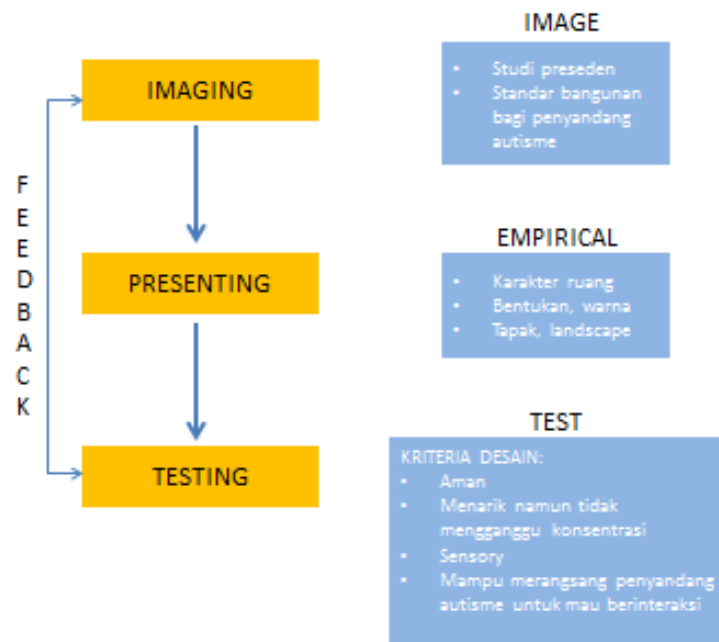 IMAGE
IMAGING
• Studi preseden
• Standar bangunan
bagi penyandang
autisme
FEEDBACK
EMPIRICAL
PRESENTING
• Karakter ruang
• Bentukan, warna
• Tapak, landscape
TEST
TESTING
KRITERIA DESAIN:
• Aman
• Menarik namun tidak
mengganggu konsentrasi
• Sensory
• Mampu merangsang penyandang
autisme untuk mau berinteraksi